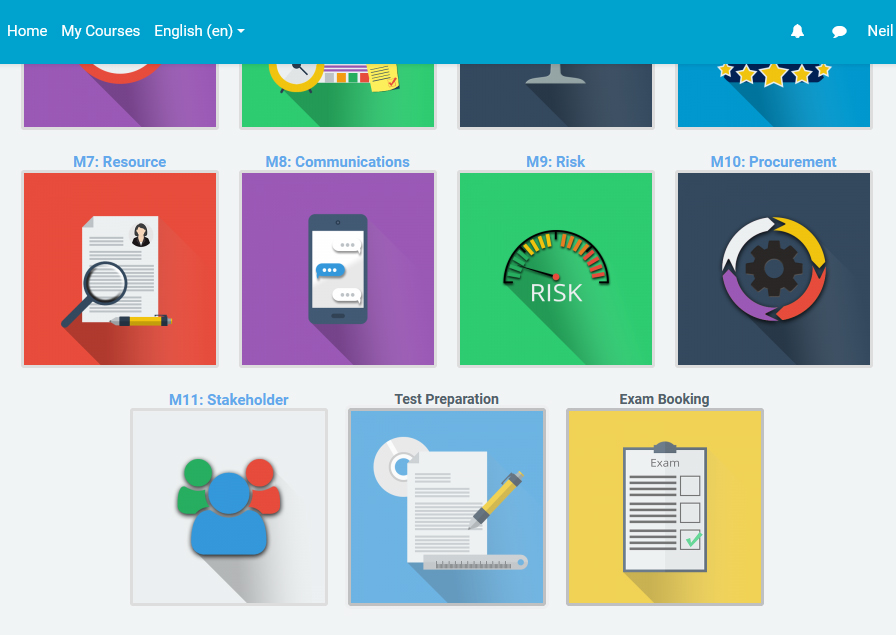 Home My Courses English (en) Neil
M7: Resource M8: Communications M9: Risk M10: Procurement
RISK
M11: Stakeholder Test Preparation Exam Booking
Exam